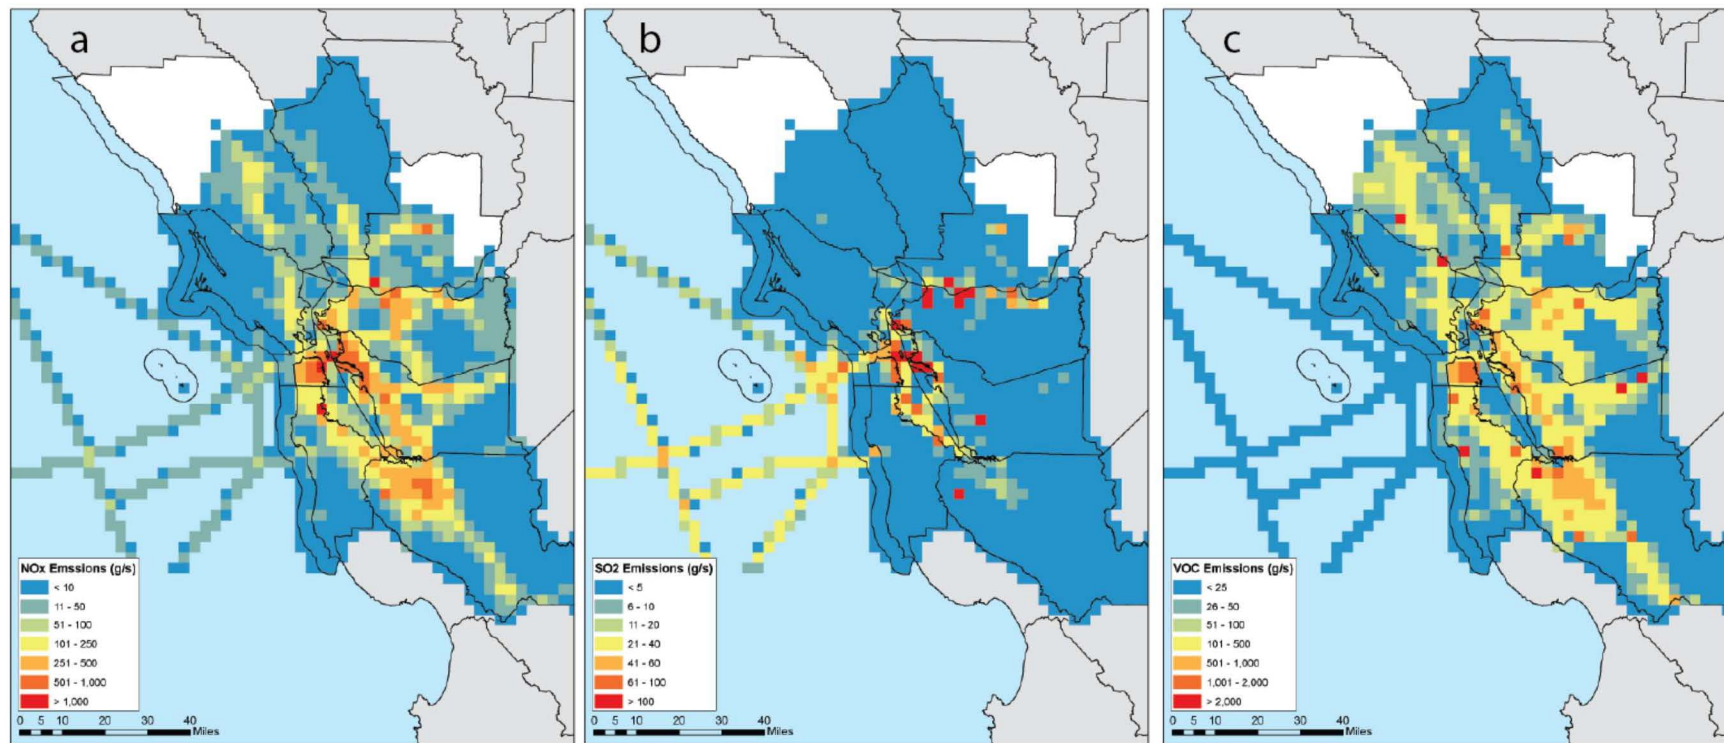 a
b
c
NOx Emssions (g/s)
< 10
11 - 50
51 - 100
101 - 250
251 - 500
501 - 1,000
> 1,000
0 5 10 20 30 40
Miles
SO2 Emissions (g/s)
< 5
6 - 10
11 - 20
21 - 40
41 - 60
61 - 100
> 100
0 5 10 20 30 40
Miles
VOC Emissions (g/s)
< 25
26 - 50
51 - 100
101 - 500
501 - 1,000
1,001 - 2,000
> 2,000
0 5 10 20 30 40
Miles